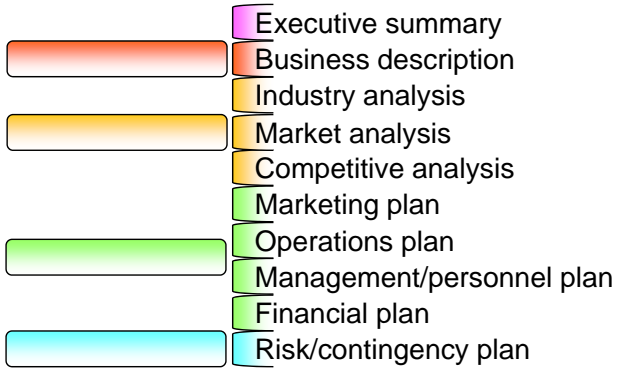 Executive summary
Business description
Industry analysis
Market analysis
Competitive analysis
Marketing plan
Operations plan
Management/personnel plan
Financial plan
Risk/contingency plan